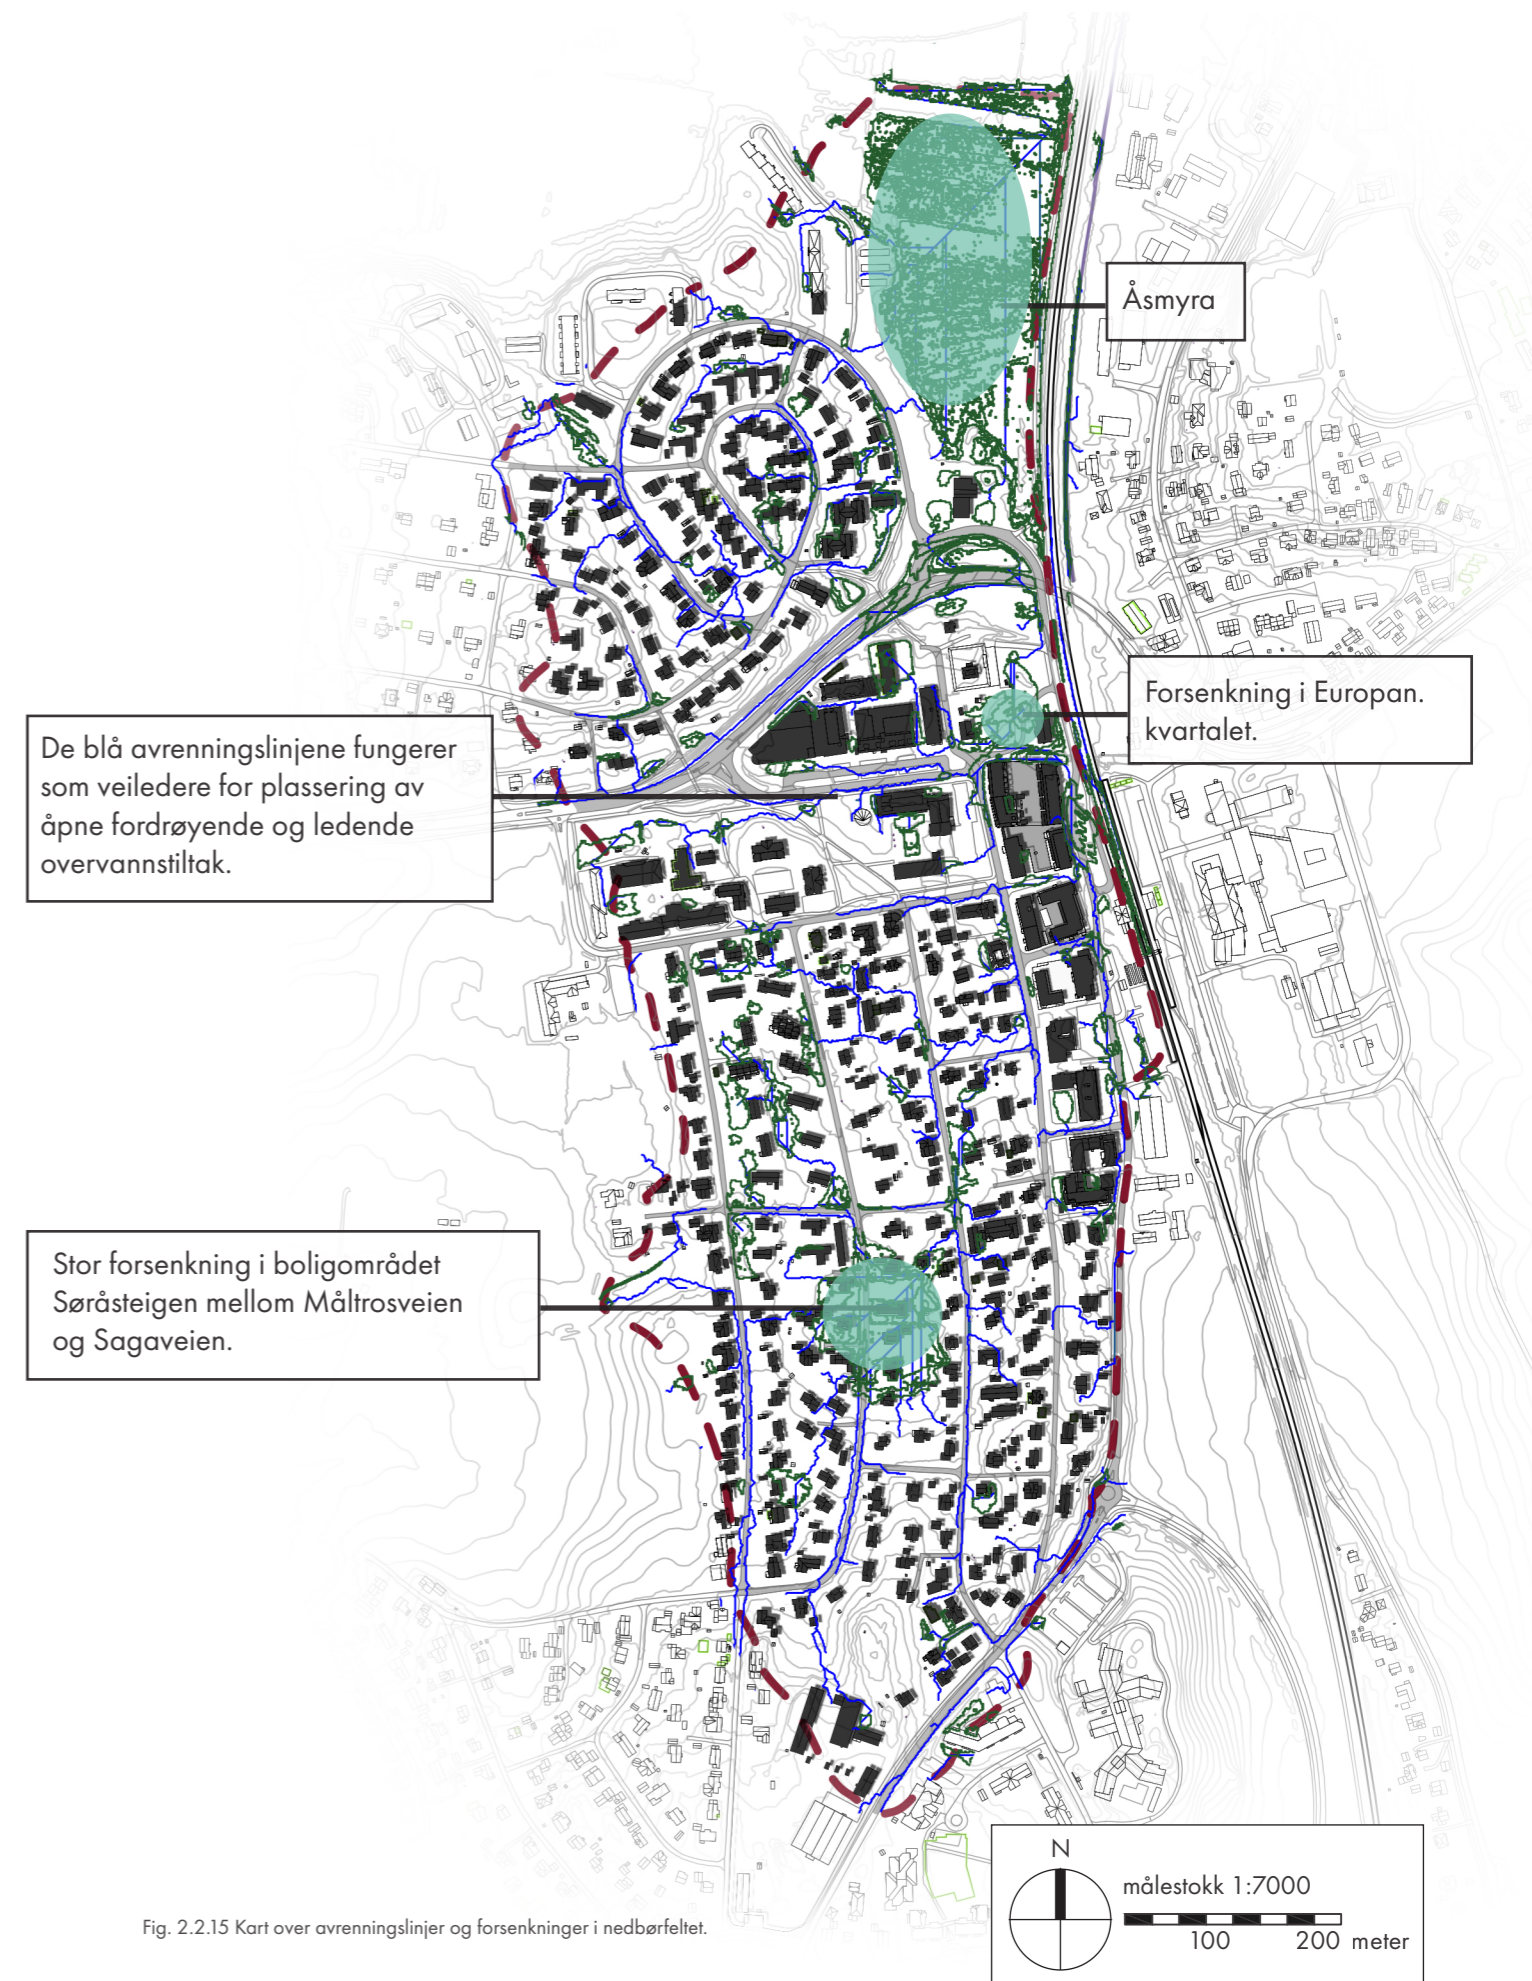 Åsmyra
Forsenkning i Europan.
kvartalet.
De blå avrenningslinjene fungerer
som veiledere for plassering av
åpne fordrøyende og ledende
overvannstiltak.
Stor forsenkning i boligområdet
Søråsteigen mellom Måltrosveien
og Sagaveien.
N
målestokk 1:7000
100 200 meter
Fig. 2.2.15 Kart over avrenningslinjer og forsenkninger i nedbørfeltet.